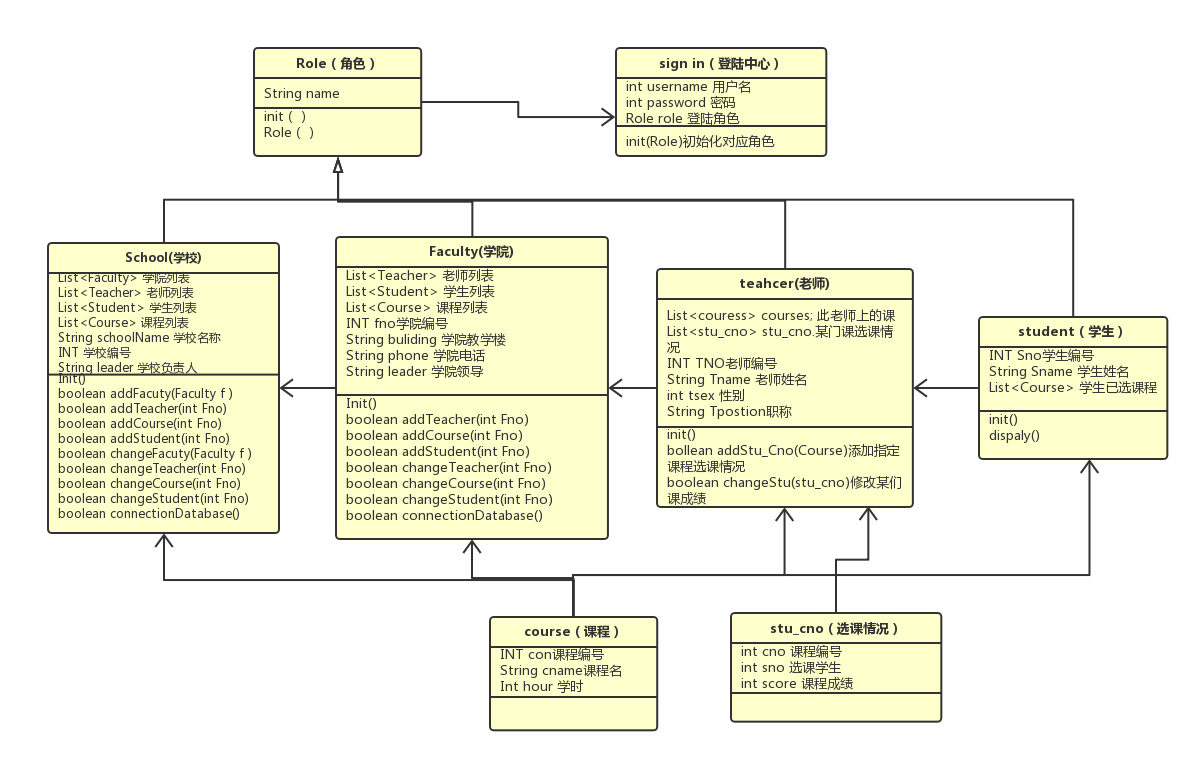 Role ( 角色 )
String name
init (  )
Role (  )
sign in ( 登陆中心 )
int username 用户名
int password 密码
Role role 登陆角色
init(Role)初始化对应角色
School(学校)
List<Faculty> 学院列表
List<Teacher> 老师列表
List<Student> 学生列表
List<Course> 课程列表
String schoolName 学校名称
INT 学校编号
String leader 学校负责人
Init()
boolean addFacuty(Faculty f )
boolean addTeacher(int Fno)
boolean addCourse(int Fno)
boolean addStudent(int Fno)
boolean changeFacuty(Faculty f )
boolean changeTeacher(int Fno)
boolean changeCourse(int Fno)
boolean changeStudent(int Fno)
boolean connectionDatabase()
Faculty(学院)
List<Teacher> 老师列表
List<Student> 学生列表
List<Course> 课程列表
INT fno学院编号
String buliding 学院教学楼
String phone 学院电话
String leader 学院领导
Init()
boolean addTeacher(int Fno)
boolean addCourse(int Fno)
boolean addStudent(int Fno)
boolean changeTeacher(int Fno)
boolean changeCourse(int Fno)
boolean changeStudent(int Fno)
boolean connectionDatabase()
teahcer(老师)
List<couress> courses; 此老师上的课
List<stu_cno> stu_cno.某门课选课情
况
INT TNO老师编号
String Tname 老师姓名
int tsex 性别
String Tpostion职称
init()
bollean addStu_Cno(Course)添加指定
课程选课情况
boolean changeStu(stu_cno)修改某们
课成绩
student ( 学生 )
INT Sno学生编号
String Sname 学生姓名
List<Course> 学生已选课程
init()
dispaly()
course ( 课程 )
INT con课程编号
String cname课程名
Int hour 学时
stu_cno ( 选课情况 )
int cno 课程编号
int sno 选课学生
int score 课程成绩